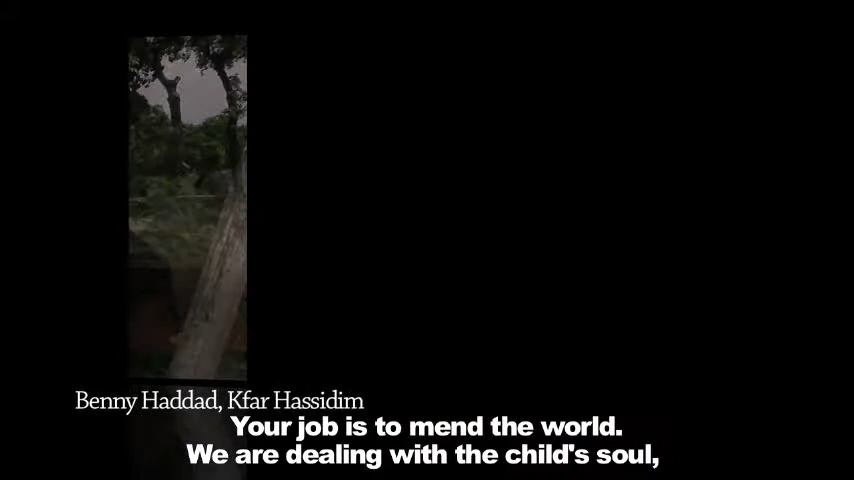 Benny Haddad, Kfar Hassidim
Your job is to mend the world.
We are dealing with the child's soul,